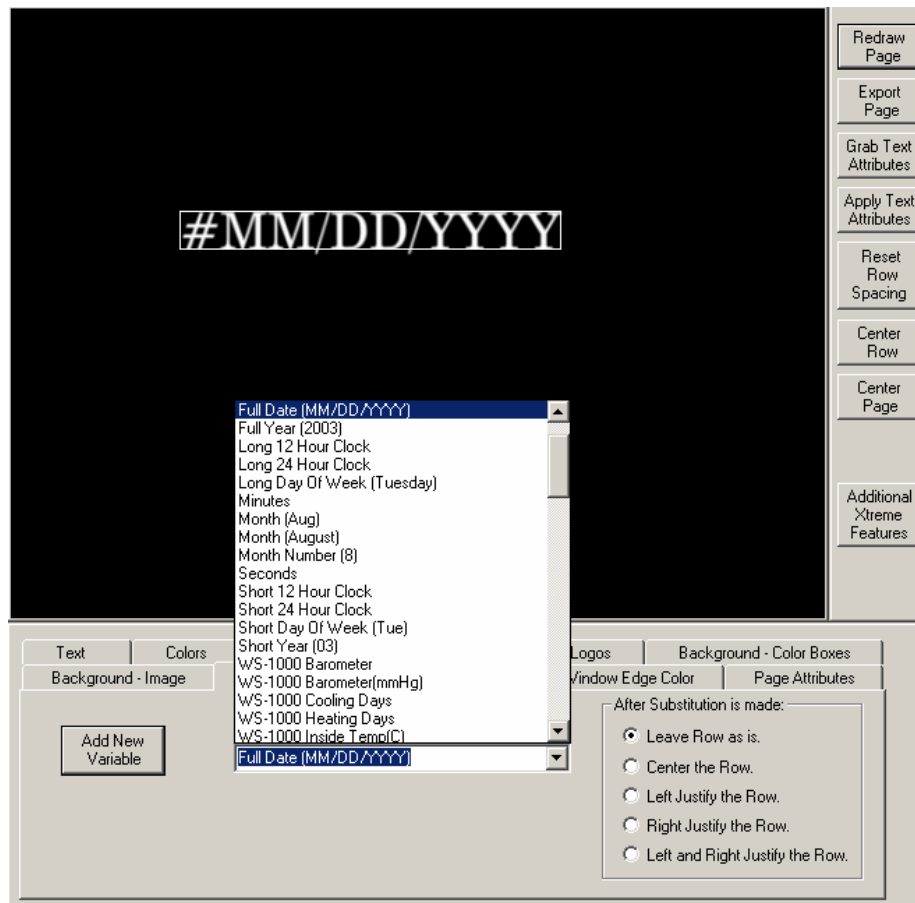 Redraw
Page
Export
Page
Grab Text
Attributes
Apply Text
Attributes
#MM/DD/YYYY
Reset
Row
Spacing
Center
Row
Center
Page
Full Date (MM/DD/YYYY)
Full Year (2003)
Long 12 Hour Clock
Long 24 Hour Clock
Long Day Of Week (Tuesday)
Minutes
Month (Aug)
Month (August)
Month Number (8)
Seconds
Short 12 Hour Clock
Short 24 Hour Clock
Short Day Of Week (Tue)
Short Year (03)
WS-1000 Barometer
WS-1000 Barometer(mmHg)
WS-1000 Cooling Days
WS-1000 Heating Days
WS-1000 Inside Temp(C)
Additional
Xtreme
Features
Text Colors Logos Background - Color Boxes
Background - Image Window Edge Color Page Attributes
Add New
Variable
Full Date (MM/DD/YYYY)
After Substitution is made:
Leave Row as is.
Center the Row.
Left Justify the Row.
Right Justify the Row.
Left and Right Justify the Row.